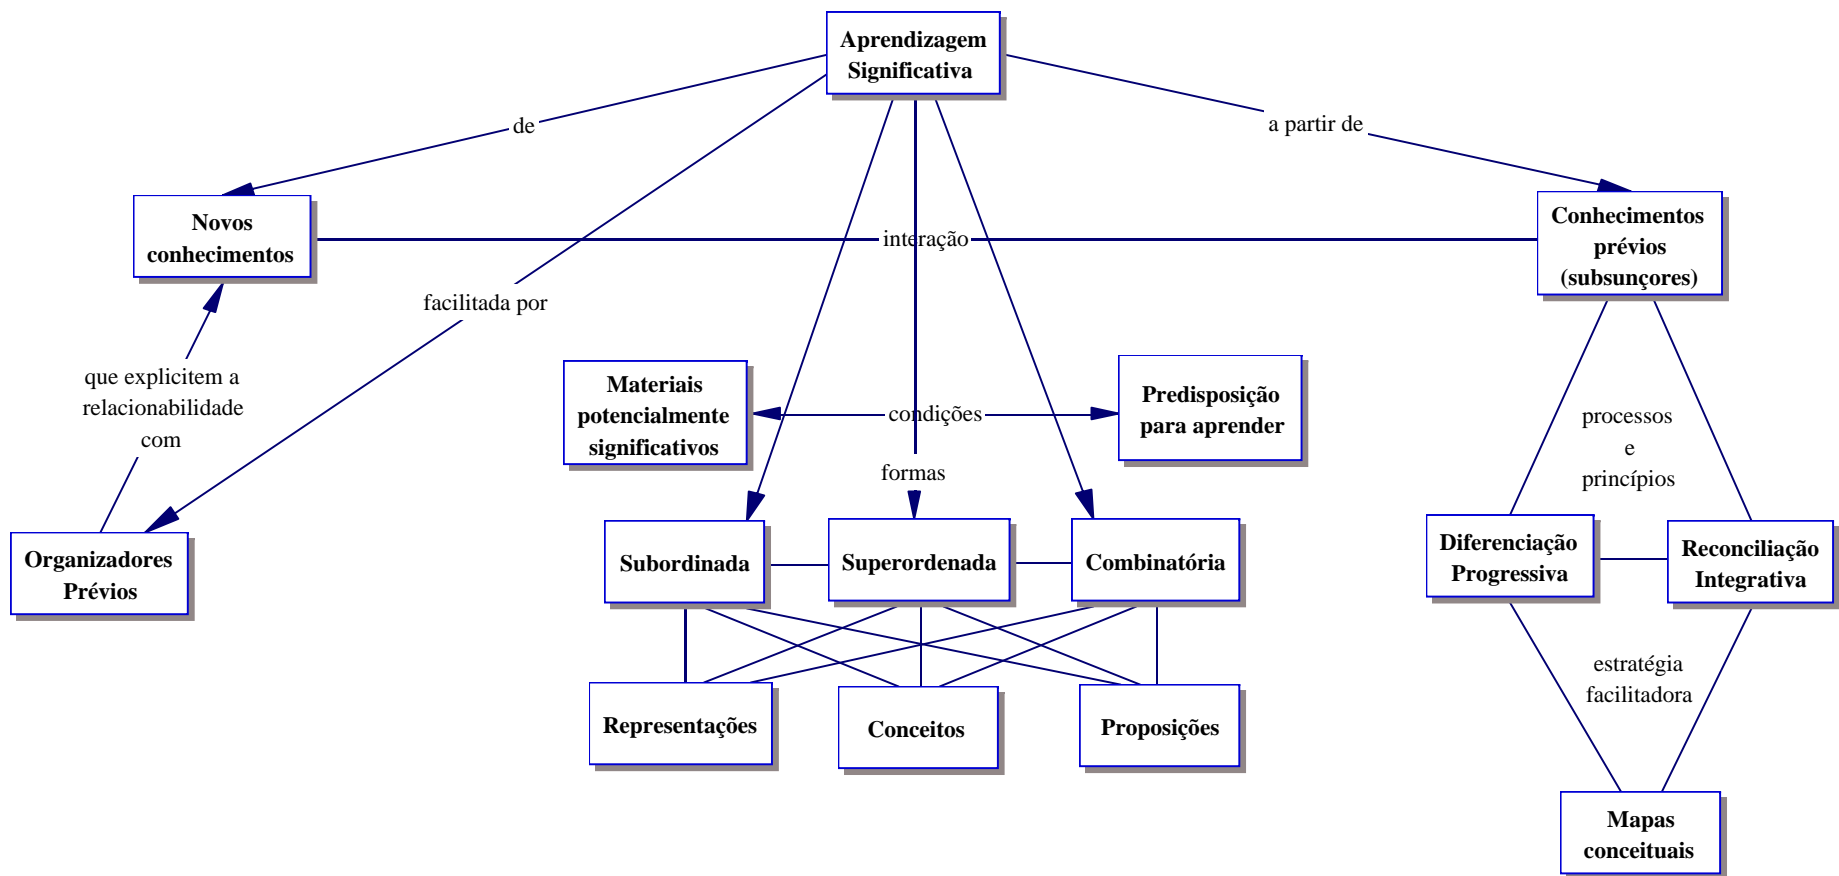 Aprendizagem
Significativa
de
a partir de
Novos
conhecimentos
interação
Conhecimentos
prévios
(subsunçores)
facilitada por
que explicitem a
relacionabilidade
com
Materiais
potencialmente
significativos
condições
Predisposição
para aprender
processos
e
princípios
formas
Organizadores
Prévios
Subordinada
Superordenada
Combinatória
Diferenciação
Progressiva
Reconciliação
Integrativa
estratégia
facilitadora
Representações
Conceitos
Proposições
Mapas
conceituais